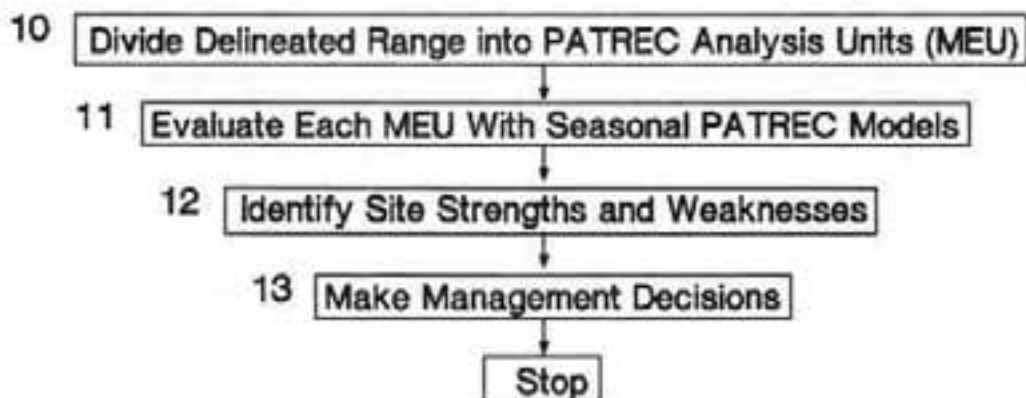 10 Divide Delineated Range into PATREC Analysis Units (MEU)
11 Evaluate Each MEU With Seasonal PATREC Models
12 Identify Site Strengths and Weaknesses
13 Make Management Decisions
Stop